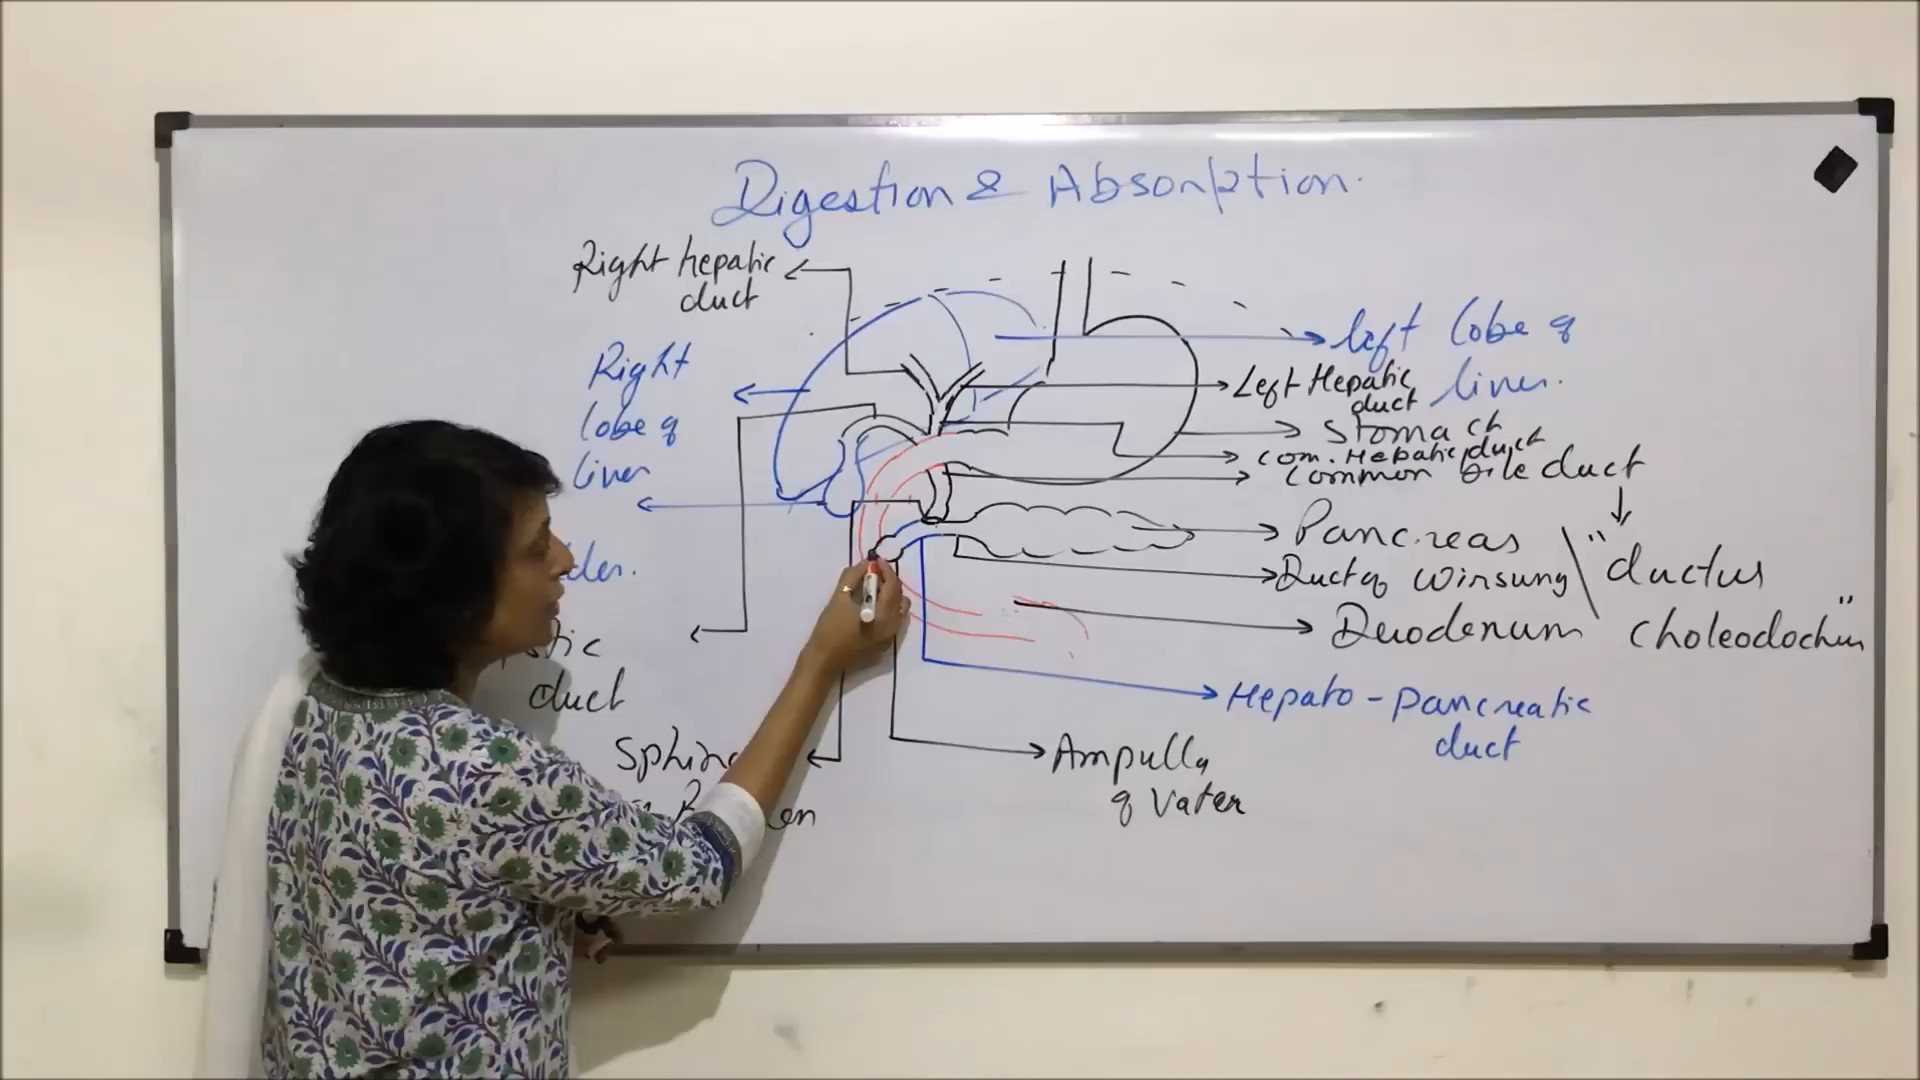 Digestion & Absorption.
Right hepatic
duct
Right
lobe of
liver
duct
left lobe of
liver.
Left Hepatic
duct
Stomach
Com. Hepatic duct
Common bile duct
Pancreas
Duct of Wirsung
"ductus
choleodochus"
Deuodenum
Hepato-pancreatic
duct
Ampulla
of Vater